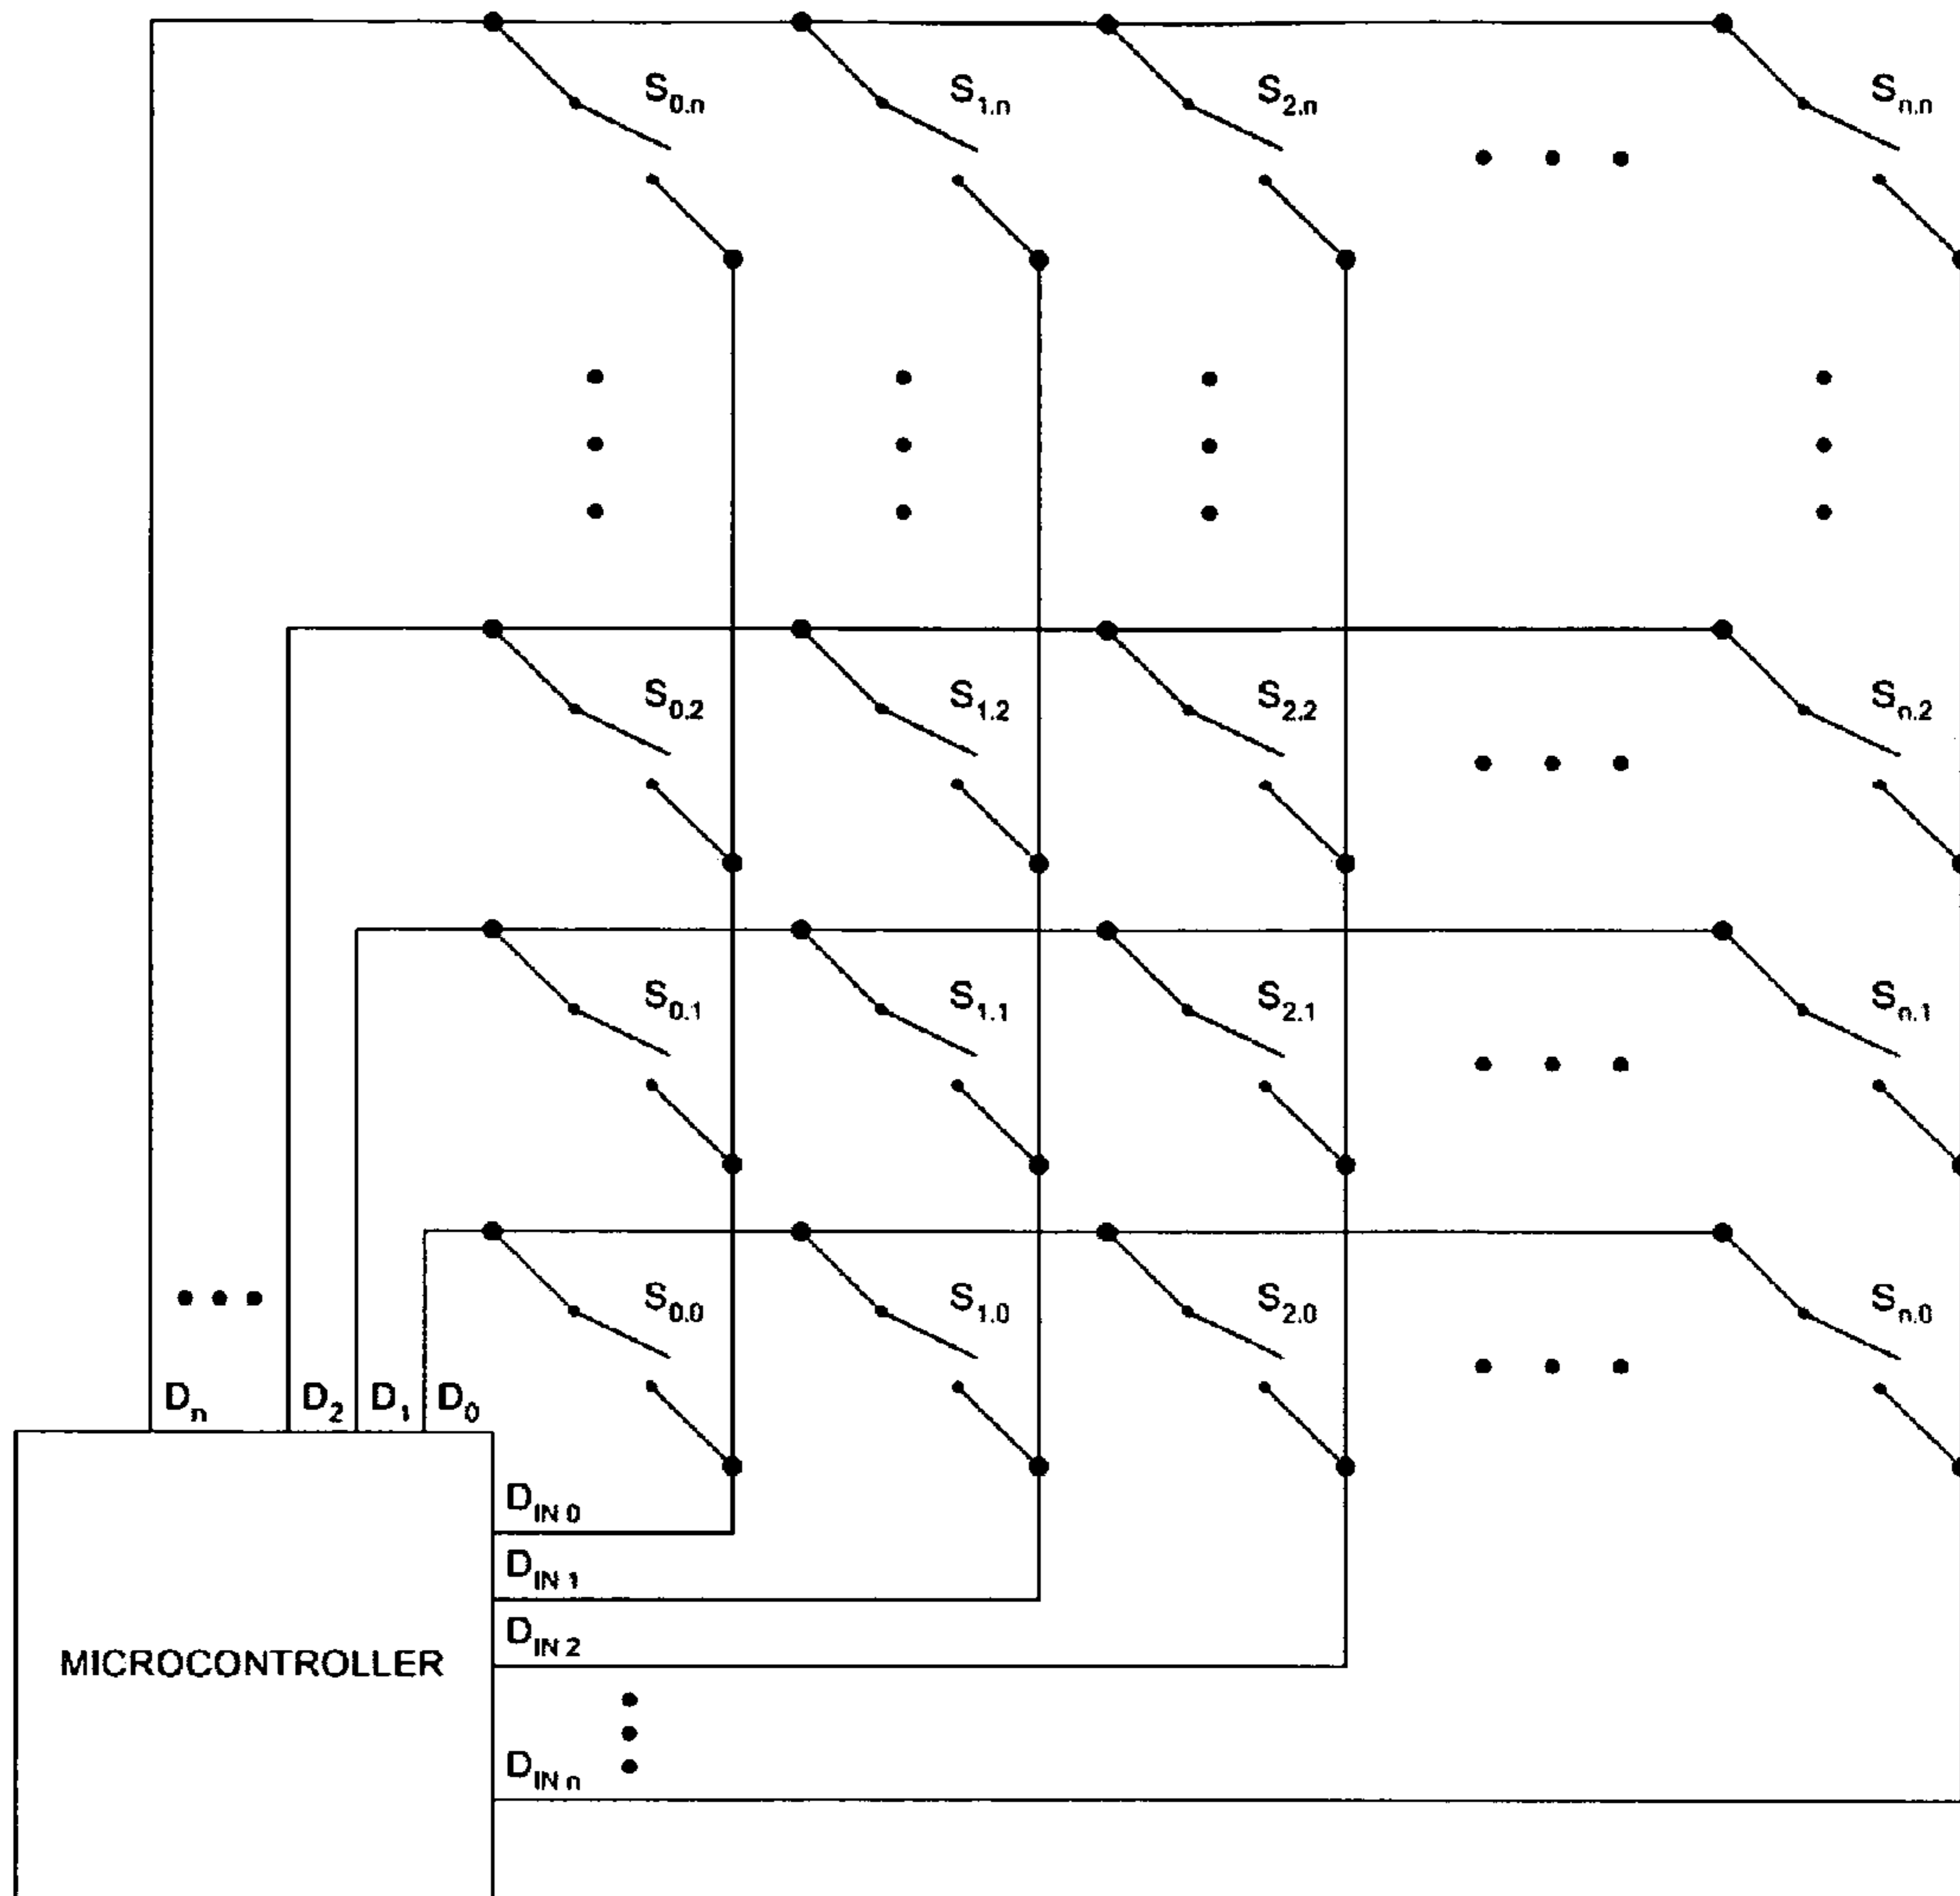 S0.n S1.n S2.n Sn.n
S0.2 S1.2 S2.2 Sn.2
S0.1 S1.1 S2.1 Sn.1
S0.0 S1.0 S2.0 Sn.0
Dn D2 D1 D0
DIN 0
DIN 1
DIN 2
MICROCONTROLLER
DIN n